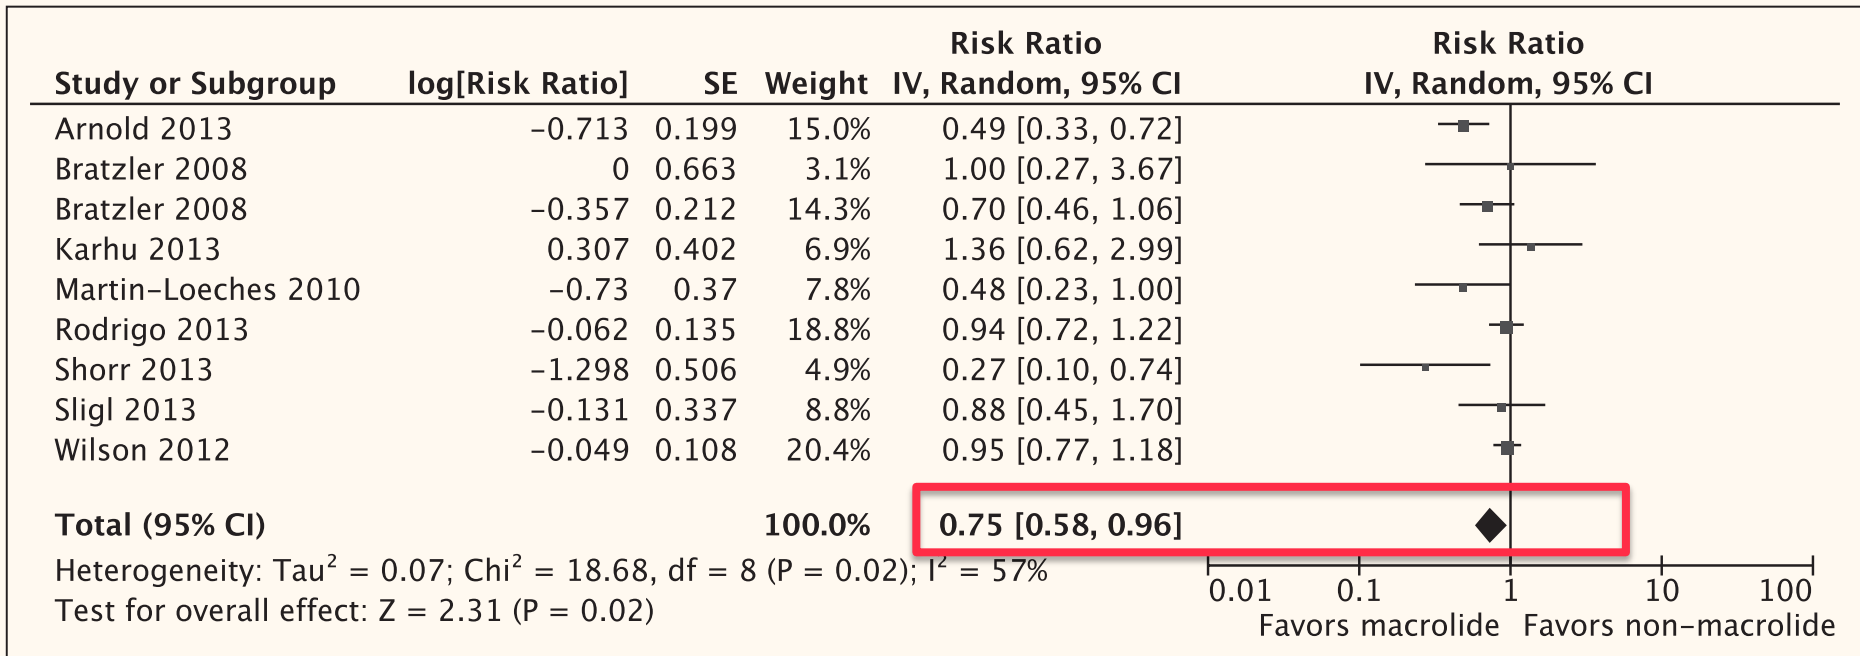 Risk Ratio Risk Ratio
Study or Subgroup log[Risk Ratio] SE Weight IV, Random, 95% CI IV, Random, 95% CI
Arnold 2013 −0.713 0.199 15.0% 0.49 [0.33, 0.72]
Bratzler 2008 0 0.663 3.1% 1.00 [0.27, 3.67]
Bratzler 2008 −0.357 0.212 14.3% 0.70 [0.46, 1.06]
Karhu 2013 0.307 0.402 6.9% 1.36 [0.62, 2.99]
Martin−Loeches 2010 −0.73 0.37 7.8% 0.48 [0.23, 1.00]
Rodrigo 2013 −0.062 0.135 18.8% 0.94 [0.72, 1.22]
Shorr 2013 −1.298 0.506 4.9% 0.27 [0.10, 0.74]
Sligl 2013 −0.131 0.337 8.8% 0.88 [0.45, 1.70]
Wilson 2012 −0.049 0.108 20.4% 0.95 [0.77, 1.18]
Total (95% CI) 100.0% 0.75 [0.58, 0.96]
Heterogeneity: Tau² = 0.07; Chi² = 18.68, df = 8 (P = 0.02); I² = 57%
0.01 0.1 1 10 100
Test for overall effect: Z = 2.31 (P = 0.02)
Favors macrolide Favors non−macrolide